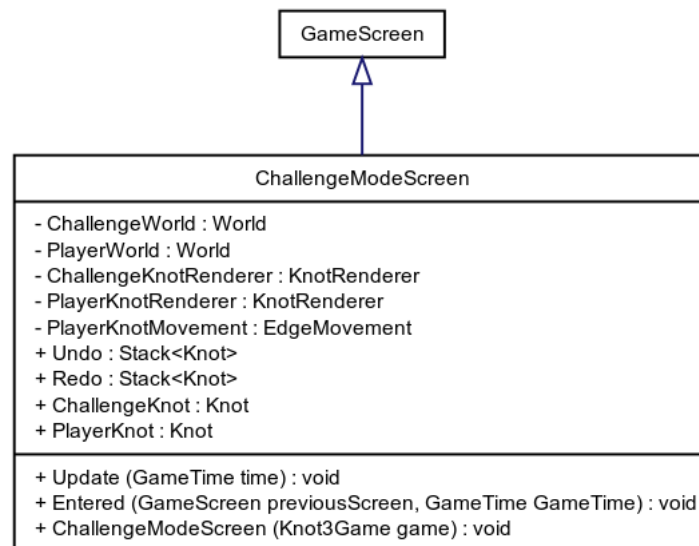 GameScreen
ChallengeModeScreen
- ChallengeWorld : World
- PlayerWorld : World
- ChallengeKnotRenderer : KnotRenderer
- PlayerKnotRenderer : KnotRenderer
- PlayerKnotMovement : EdgeMovement
+ Undo : Stack<Knot>
+ Redo : Stack<Knot>
+ ChallengeKnot : Knot
+ PlayerKnot : Knot
+ Update (GameTime time) : void
+ Entered (GameScreen previousScreen, GameTime GameTime) : void
+ ChallengeModeScreen (Knot3Game game) : void